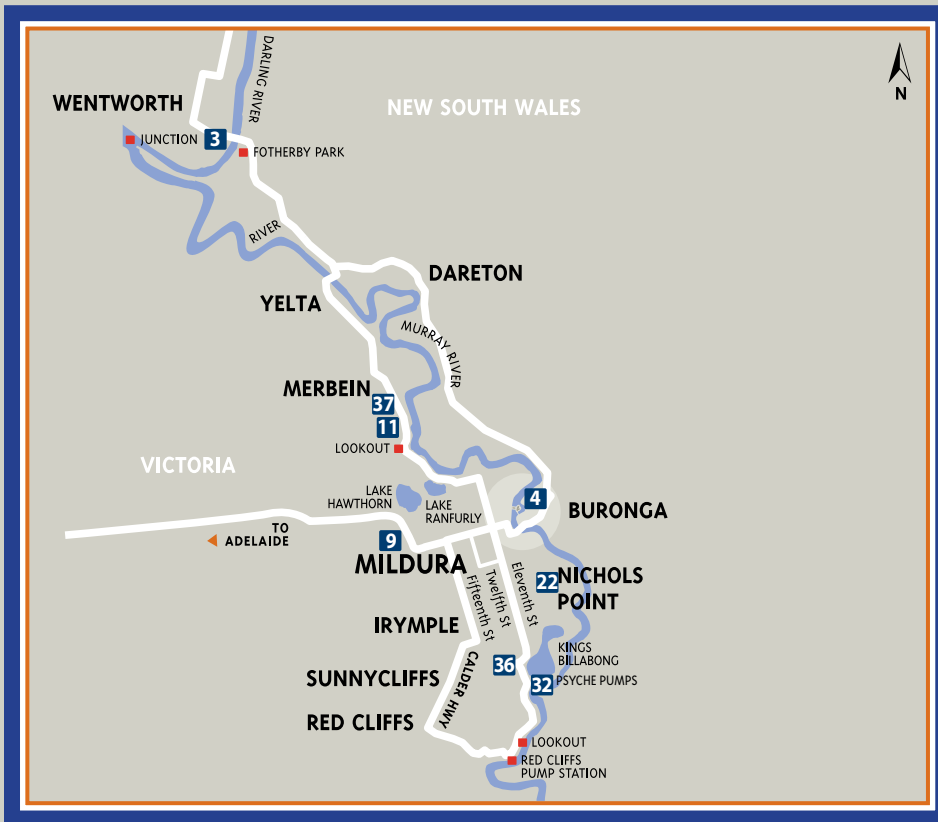 DARLING RIVER
N
WENTWORTH
NEW SOUTH WALES
JUNCTION
3
FOTHERBY PARK
RIVER
DARETON
YELTA
MURRAY RIVER
MERBEIN
37
11
LOOKOUT
VICTORIA
LAKE
HAWTHORN
LAKE
RANFURLY
4
BURONGA
TO
ADELAIDE
9
MILDURA
Fifteenth St
Twelfth St
Eleventh St
22
NICHOLS
POINT
IRYMPLE
KINGS
BILLABONG
36
CALDER HWY
SUNNYCLIFFS
32
PSYCHE PUMPS
RED CLIFFS
LOOKOUT
RED CLIFFS
PUMP STATION